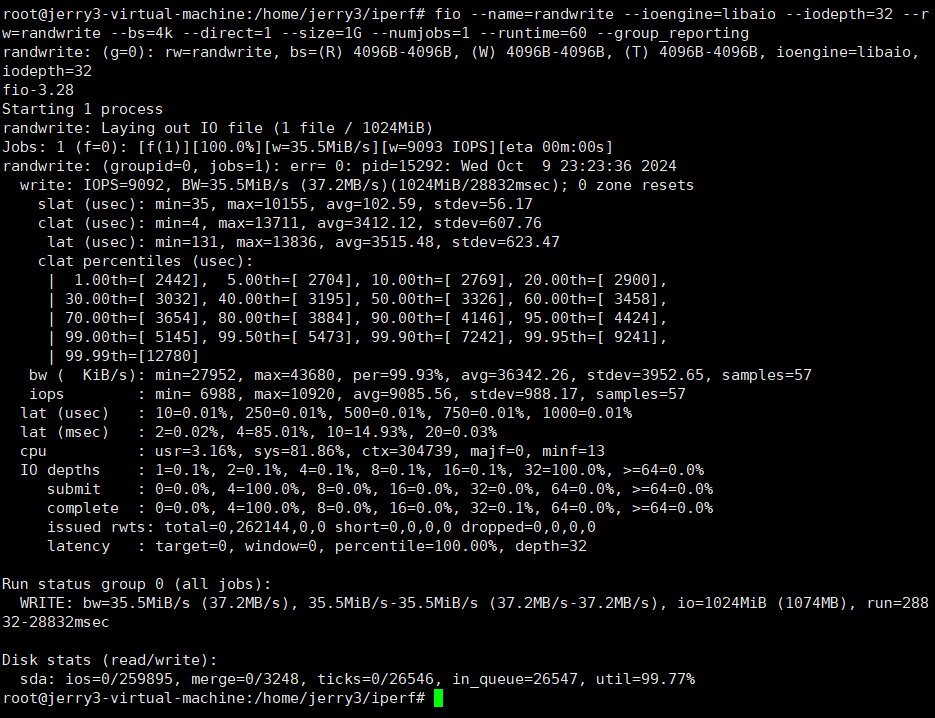 root@jerry3-virtual-machine:/home/jerry3/iperf# fio --name=randwrite --ioengine=libaio --iodepth=32 --r
w=randwrite --bs=4k --direct=1 --size=1G --numjobs=1 --runtime=60 --group_reporting
randwrite: (g=0): rw=randwrite, bs=(R) 4096B-4096B, (W) 4096B-4096B, (T) 4096B-4096B, ioengine=libaio,
iodepth=32
fio-3.28
Starting 1 process
randwrite: Laying out IO file (1 file / 1024MiB)
Jobs: 1 (f=0): [f(1)][100.0%][w=35.5MiB/s][w=9093 IOPS][eta 00m:00s]
randwrite: (groupid=0, jobs=1): err= 0: pid=15292: Wed Oct  9 23:23:36 2024
  write: IOPS=9092, BW=35.5MiB/s (37.2MB/s)(1024MiB/28832msec); 0 zone resets
    slat (usec): min=35, max=10155, avg=102.59, stdev=56.17
    clat (usec): min=4, max=13711, avg=3412.12, stdev=607.76
     lat (usec): min=131, max=13836, avg=3515.48, stdev=623.47
    clat percentiles (usec):
     |  1.00th=[ 2442],  5.00th=[ 2704], 10.00th=[ 2769], 20.00th=[ 2900],
     | 30.00th=[ 3032], 40.00th=[ 3195], 50.00th=[ 3326], 60.00th=[ 3458],
     | 70.00th=[ 3654], 80.00th=[ 3884], 90.00th=[ 4146], 95.00th=[ 4424],
     | 99.00th=[ 5145], 99.50th=[ 5473], 99.90th=[ 7242], 99.95th=[ 9241],
     | 99.99th=[12780]
   bw (  KiB/s): min=27952, max=43680, per=99.93%, avg=36342.26, stdev=3952.65, samples=57
   iops        : min= 6988, max=10920, avg=9085.56, stdev=988.17, samples=57
  lat (usec)   : 10=0.01%, 250=0.01%, 500=0.01%, 750=0.01%, 1000=0.01%
  lat (msec)   : 2=0.02%, 4=85.01%, 10=14.93%, 20=0.03%
  cpu          : usr=3.16%, sys=81.86%, ctx=304739, majf=0, minf=13
  IO depths    : 1=0.1%, 2=0.1%, 4=0.1%, 8=0.1%, 16=0.1%, 32=100.0%, >=64=0.0%
     submit    : 0=0.0%, 4=100.0%, 8=0.0%, 16=0.0%, 32=0.0%, 64=0.0%, >=64=0.0%
     complete  : 0=0.0%, 4=100.0%, 8=0.0%, 16=0.0%, 32=0.1%, 64=0.0%, >=64=0.0%
     issued rwts: total=0,262144,0,0 short=0,0,0,0 dropped=0,0,0,0
     latency   : target=0, window=0, percentile=100.00%, depth=32

Run status group 0 (all jobs):
  WRITE: bw=35.5MiB/s (37.2MB/s), 35.5MiB/s-35.5MiB/s (37.2MB/s-37.2MB/s), io=1024MiB (1074MB), run=288
32-28832msec

Disk stats (read/write):
  sda: ios=0/259895, merge=0/3248, ticks=0/26546, in_queue=26547, util=99.77%
root@jerry3-virtual-machine:/home/jerry3/iperf#